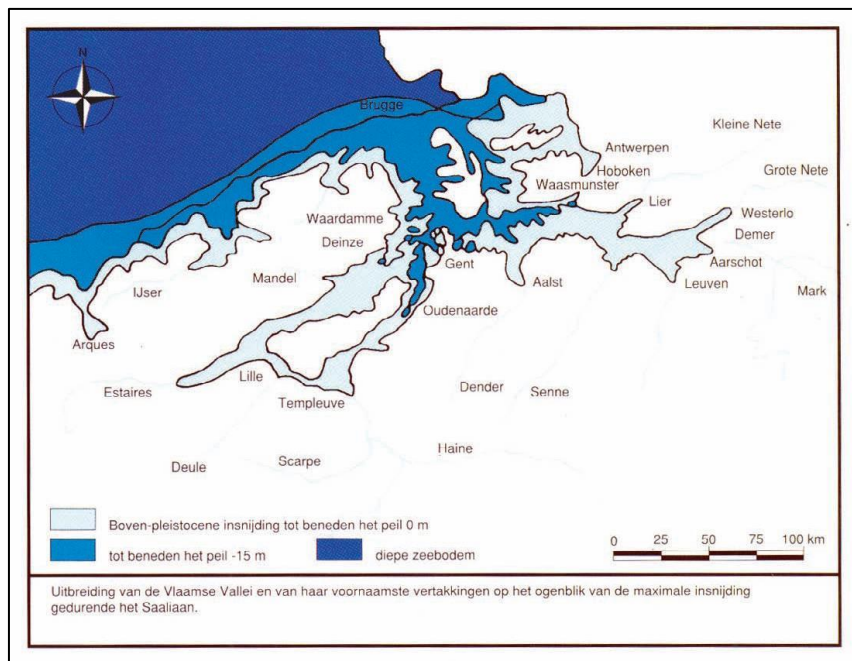 N
Brugge
Kleine Nete
Antwerpen
Hoboken
Grote Nete
Waasmunster
Lier
Westerlo
Waardamme
Demer
Deinze
Aarschot
Gent
Mandel
Aalst
Leuven
IJser
Mark
Oudenaarde
Arques
Lille
Estaires
Dender
Senne
Templeuve
Haine
Scarpe
Deule
Boven-pleistocene insnijding tot beneden het peil 0 m
tot beneden het peil -15 m
diepe zeebodem
0 25 50 75 100 km
Uitbreiding van de Vlaamse Vallei en van haar voornaamste vertakkingen op het ogenblik van de maximale insnijding
gedurende het Saaliaan.